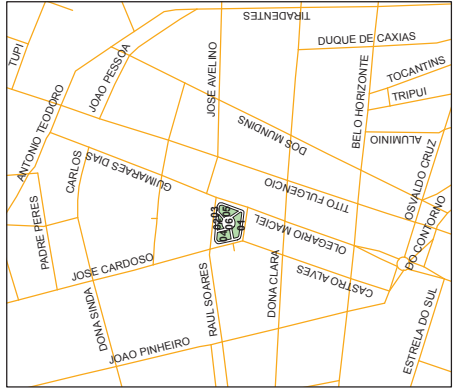 TIRADENTES
DUQUE DE CAXIAS
TUPI
JOAO PESSOA
JOSE AVELINO
BELO HORIZONTE
TOCANTINS
TRIPUI
ANTONIO TEODORO
DOS MUNDINS
ALUMINIO
CARLOS
GUIMARAES DIAS
PADRE PERES
TITO FULGENCIO
OSVALDO CRUZ
OLEGARIO MACIEL
DO CONTORNO
JOSE CARDOSO
RAUL SOARES
DONA CLARA
CASTRO ALVES
DONA SINDA
JOAO PINHEIRO
ESTRELA DO SUL
01